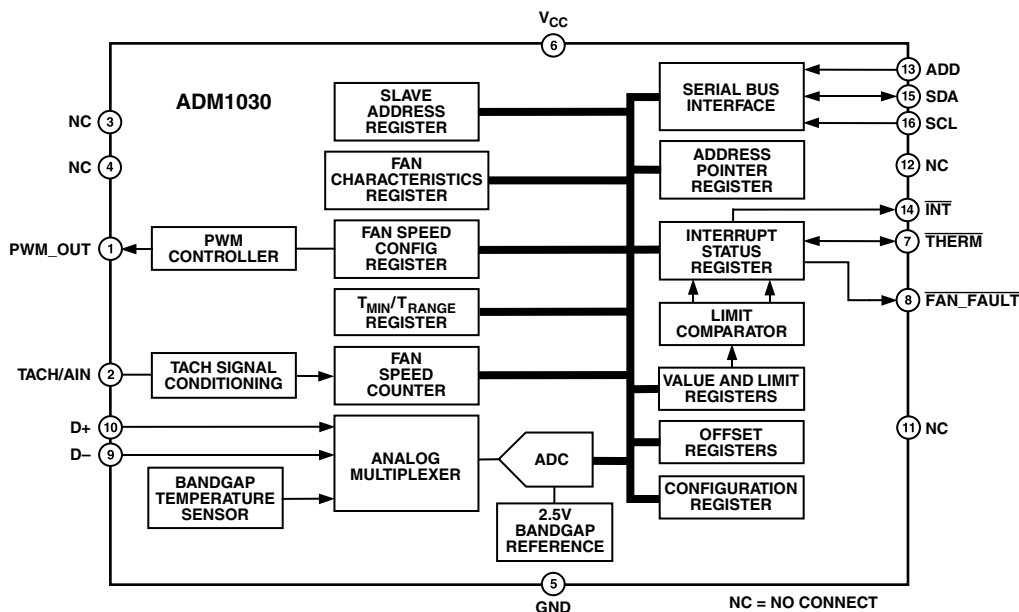 V_CC
6
ADM1030
NC
3
NC
4
PWM_OUT
1
TACH/AIN
2
D+
10
D–
9
SLAVE
ADDRESS
REGISTER
FAN
CHARACTERISTICS
REGISTER
PWM
CONTROLLER
FAN SPEED
CONFIG
REGISTER
T_MIN/T_RANGE
REGISTER
TACH SIGNAL
CONDITIONING
FAN
SPEED
COUNTER
ANALOG
MULTIPLEXER
BANDGAP
TEMPERATURE
SENSOR
ADC
2.5V
BANDGAP
REFERENCE
SERIAL BUS
INTERFACE
ADDRESS
POINTER
REGISTER
INTERRUPT
STATUS
REGISTER
LIMIT
COMPARATOR
VALUE AND LIMIT
REGISTERS
OFFSET
REGISTERS
CONFIGURATION
REGISTER
13 ADD
15 SDA
16 SCL
12 NC
14 INT
7 THERM
8 FAN_FAULT
11 NC
5
GND
NC = NO CONNECT